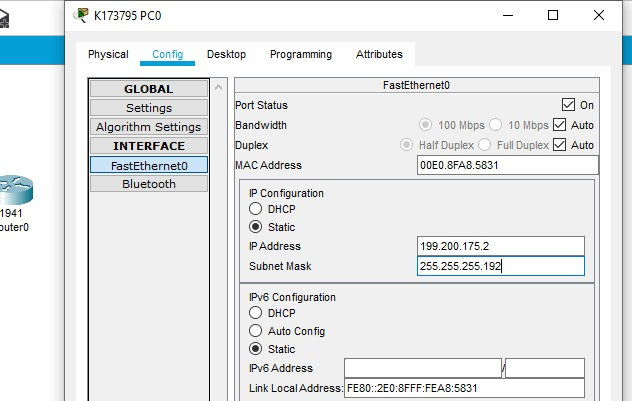 K173795 PC0
Physical Config Desktop Programming Attributes
GLOBAL
Settings
Algorithm Settings
INTERFACE
FastEthernet0
Bluetooth
FastEthernet0
Port Status On
Bandwidth 100 Mbps 10 Mbps Auto
Duplex Half Duplex Full Duplex Auto
MAC Address 00E0.8FA8.5831
IP Configuration
DHCP
Static
IP Address 199.200.175.2
Subnet Mask 255.255.255.192
IPv6 Configuration
DHCP
Auto Config
Static
IPv6 Address /
Link Local Address: FE80::2E0:8FFF:FEA8:5831
1941
outer0